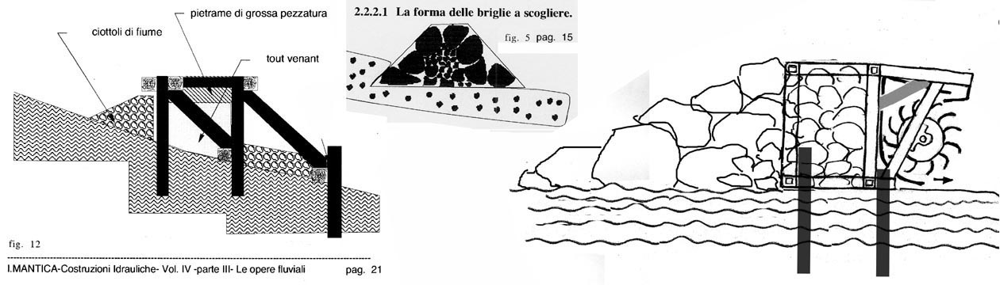 pietrame di grossa pezzatura
ciottoli di fiume
tout venant
fig. 12
I.MANTICA-Costruzioni Idrauliche- Vol. IV -parte III- Le opere fluviali pag. 21
2.2.2.1 La forma delle briglie a scogliere.
fig. 5 pag. 15